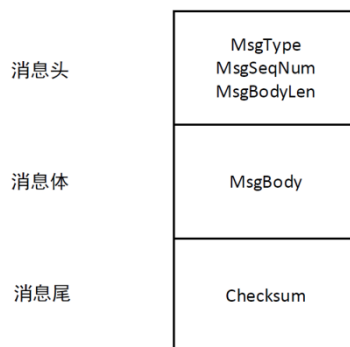 消息头
MsgType
MsgSeqNum
MsgBodyLen
消息体
MsgBody
消息尾
Checksum